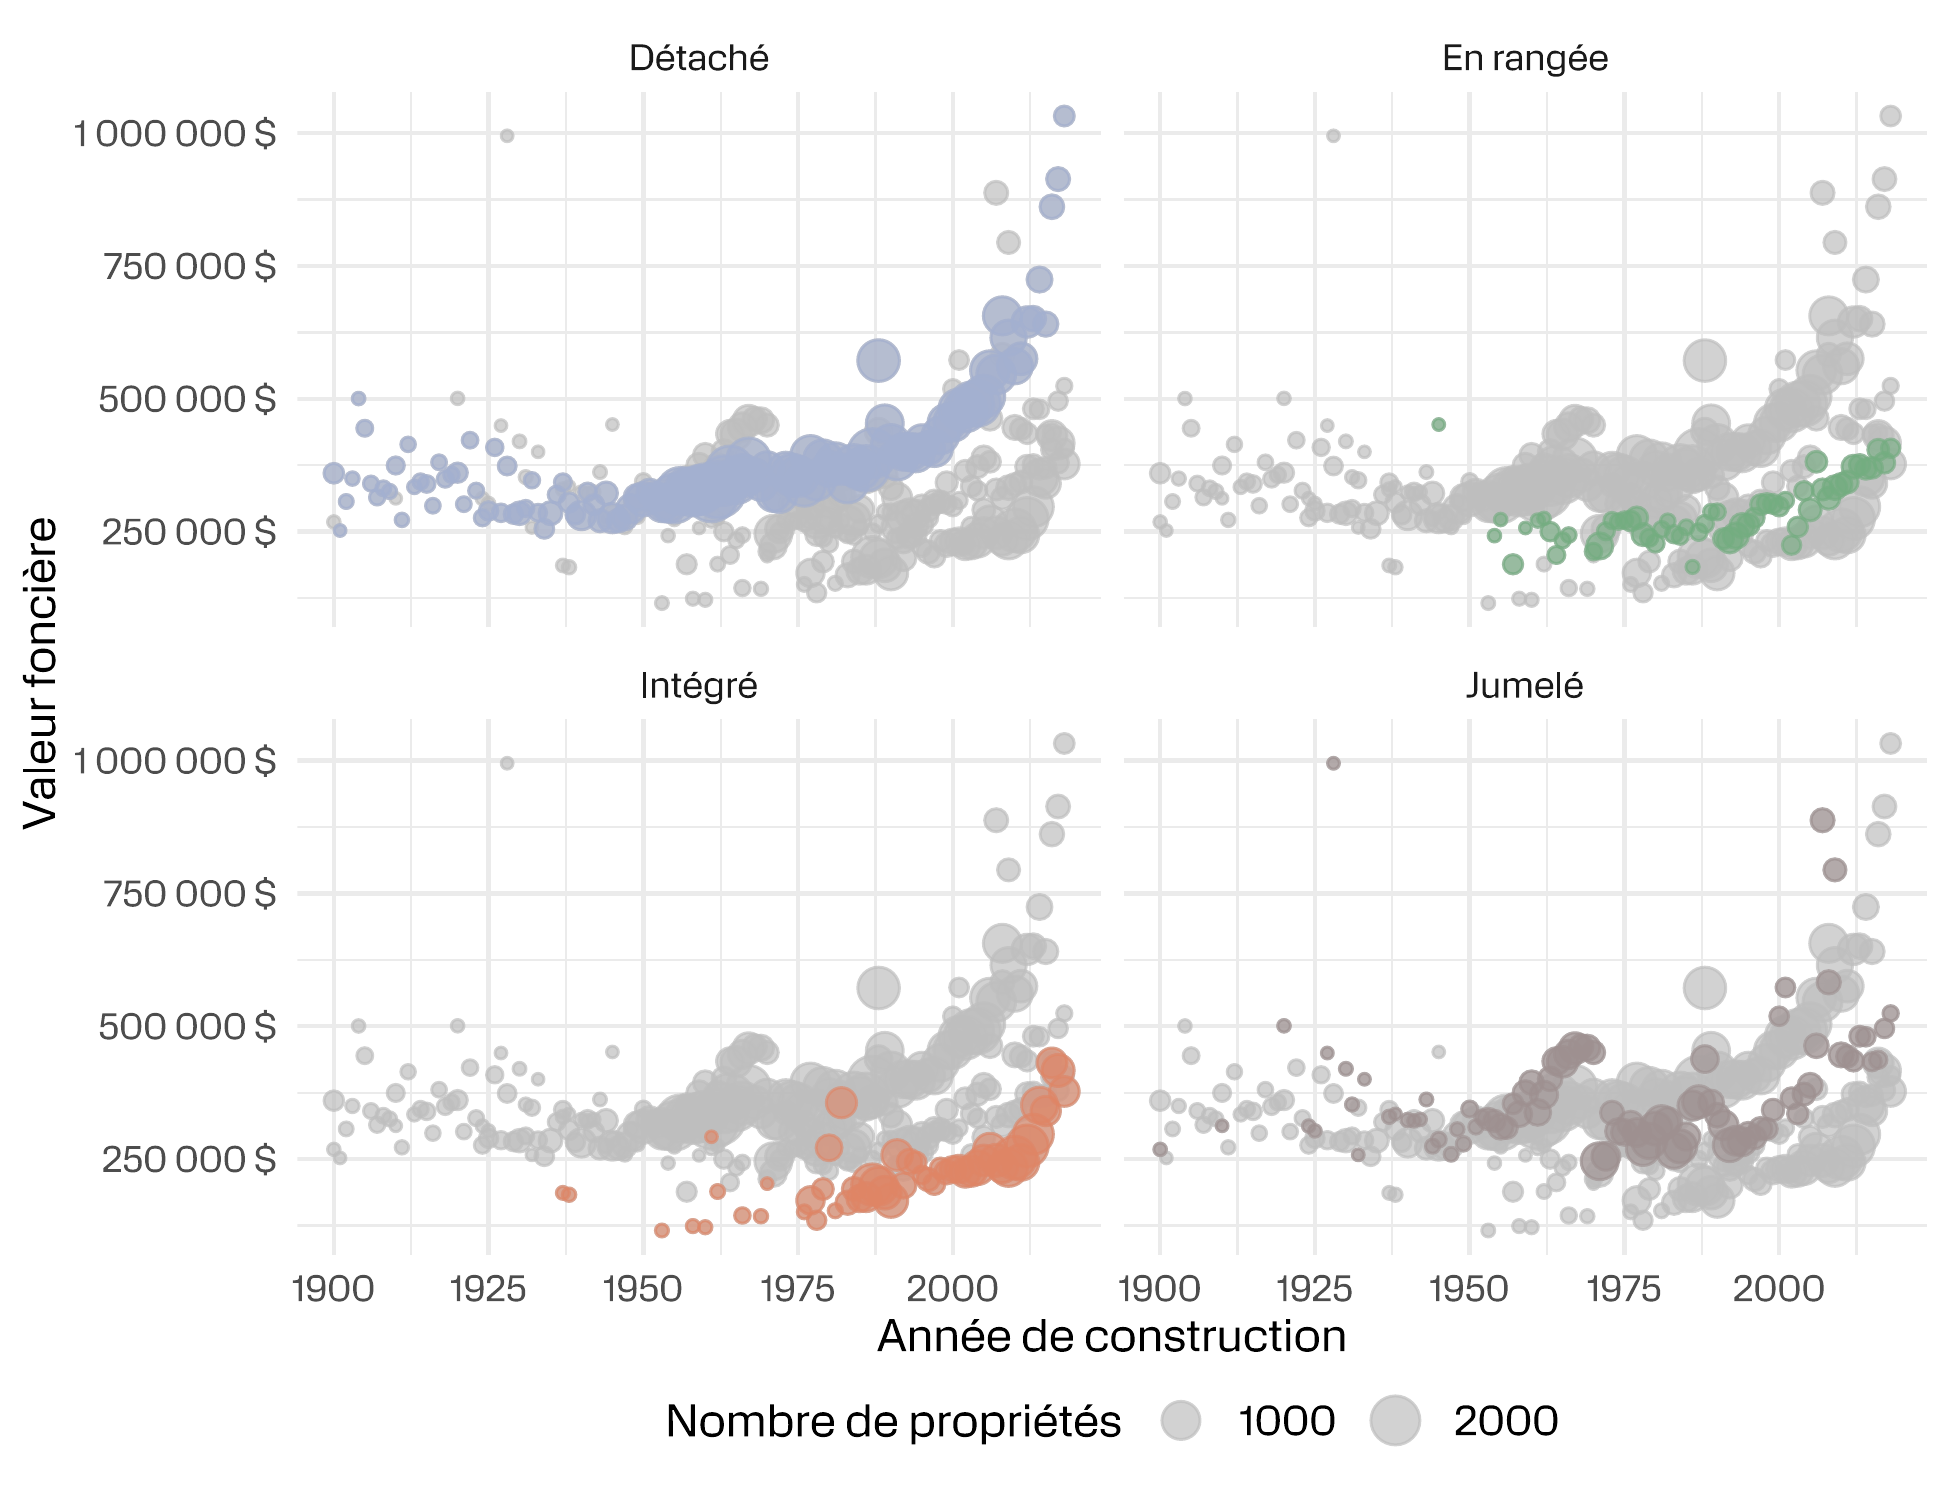 Détaché
En rangée
1 000 000 $
750 000 $
500 000 $
250 000 $
Intégré
Jumelé
1 000 000 $
750 000 $
500 000 $
250 000 $
Valeur foncière
1900 1925 1950 1975 2000
1900 1925 1950 1975 2000
Année de construction
Nombre de propriétés 1000 2000